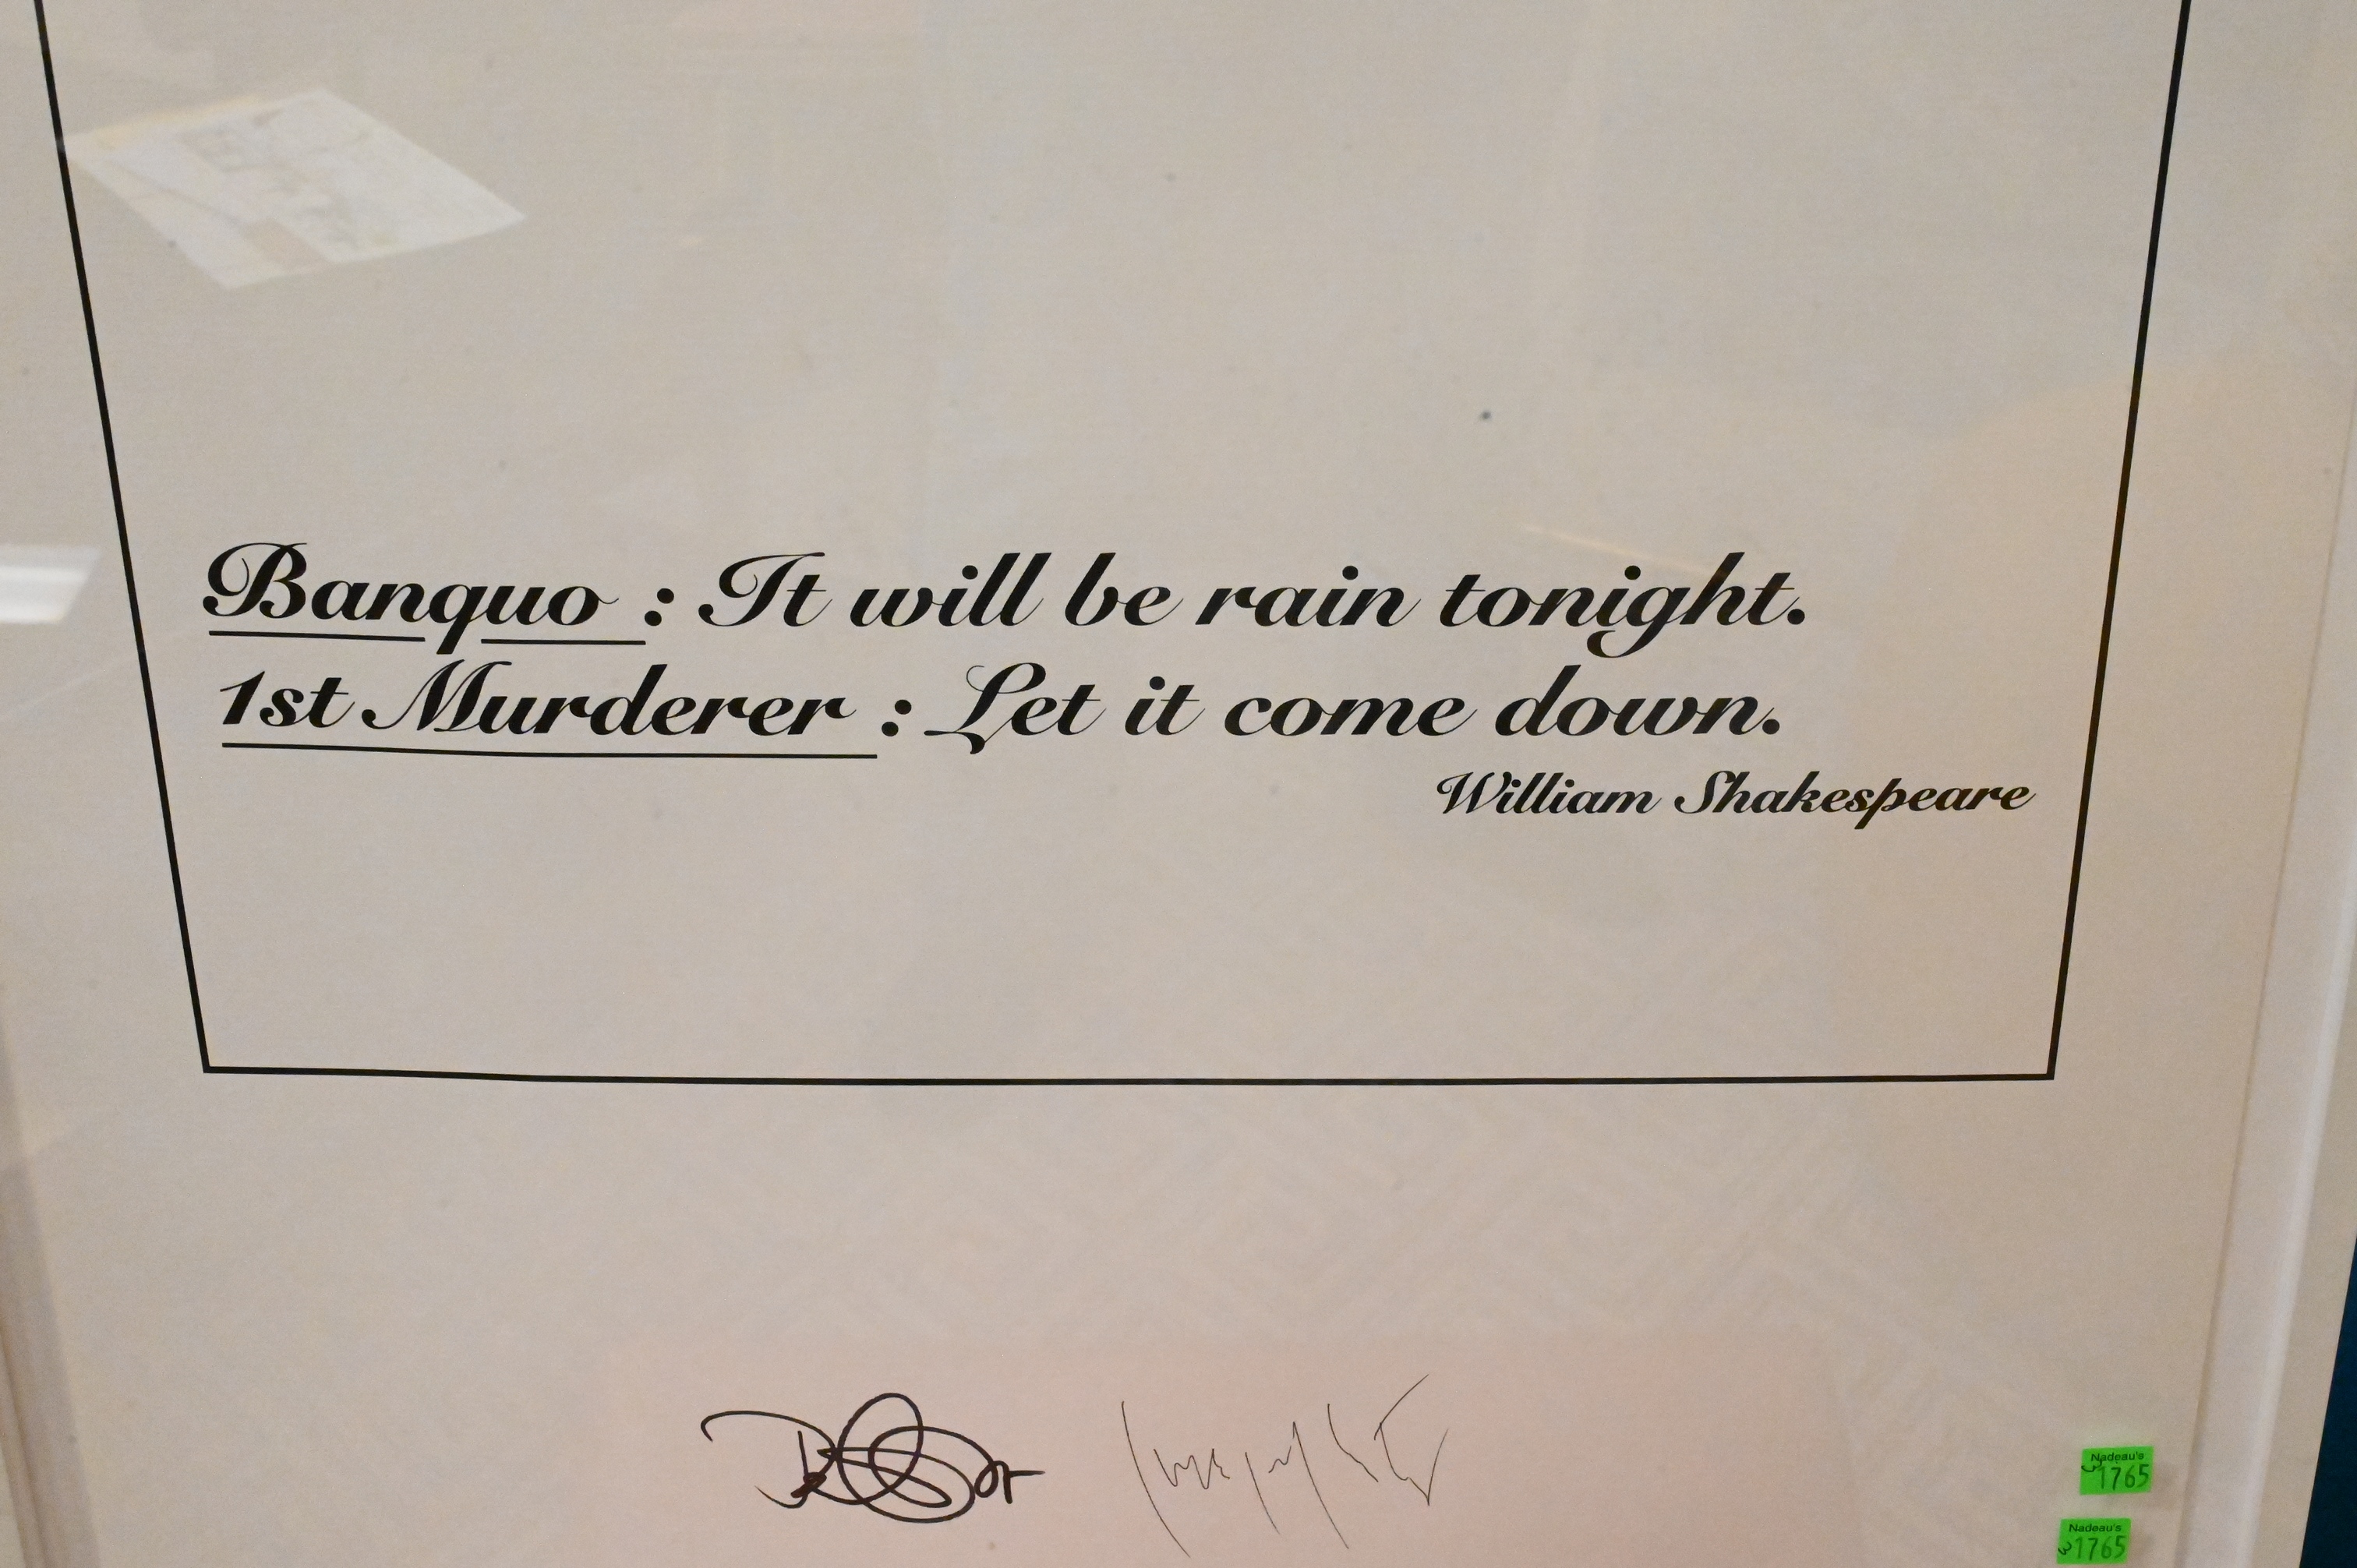 Banquo : It will be rain tonight.
1st Murderer : Let it come down.
William Shakespeare
Nadeau's
1765
Nadeau's
1765